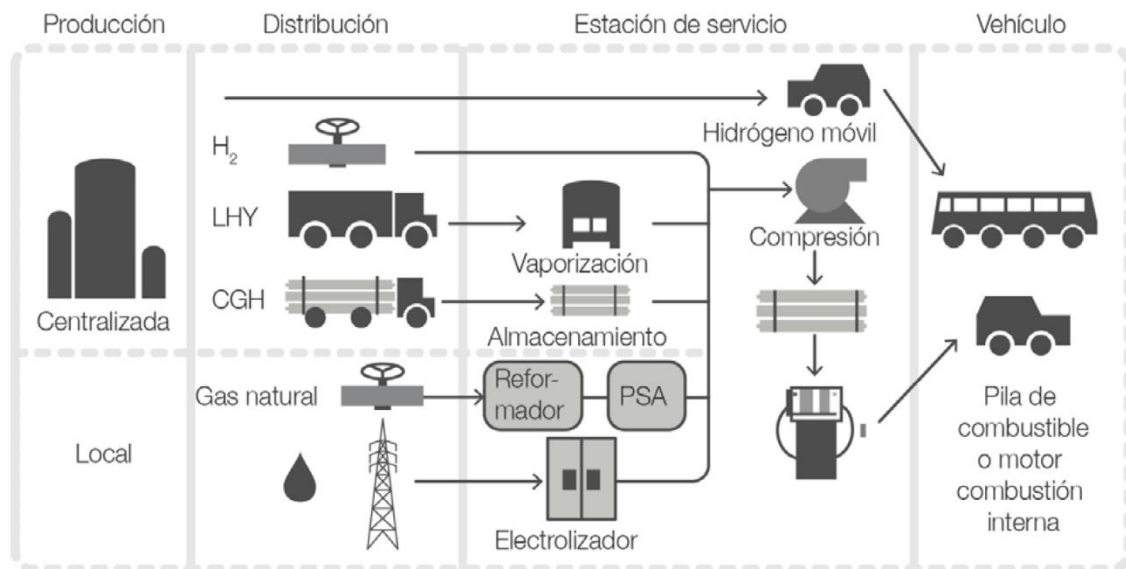 Producción
Distribución
Estación de servicio
Vehículo
Hidrógeno móvil
H₂
LHY
Vaporización
Compresión
CGH
Centralizada
Almacenamiento
Gas natural
Refor-
mador
PSA
Local
Electrolizador
Pila de
combustible
o motor
combustión
interna